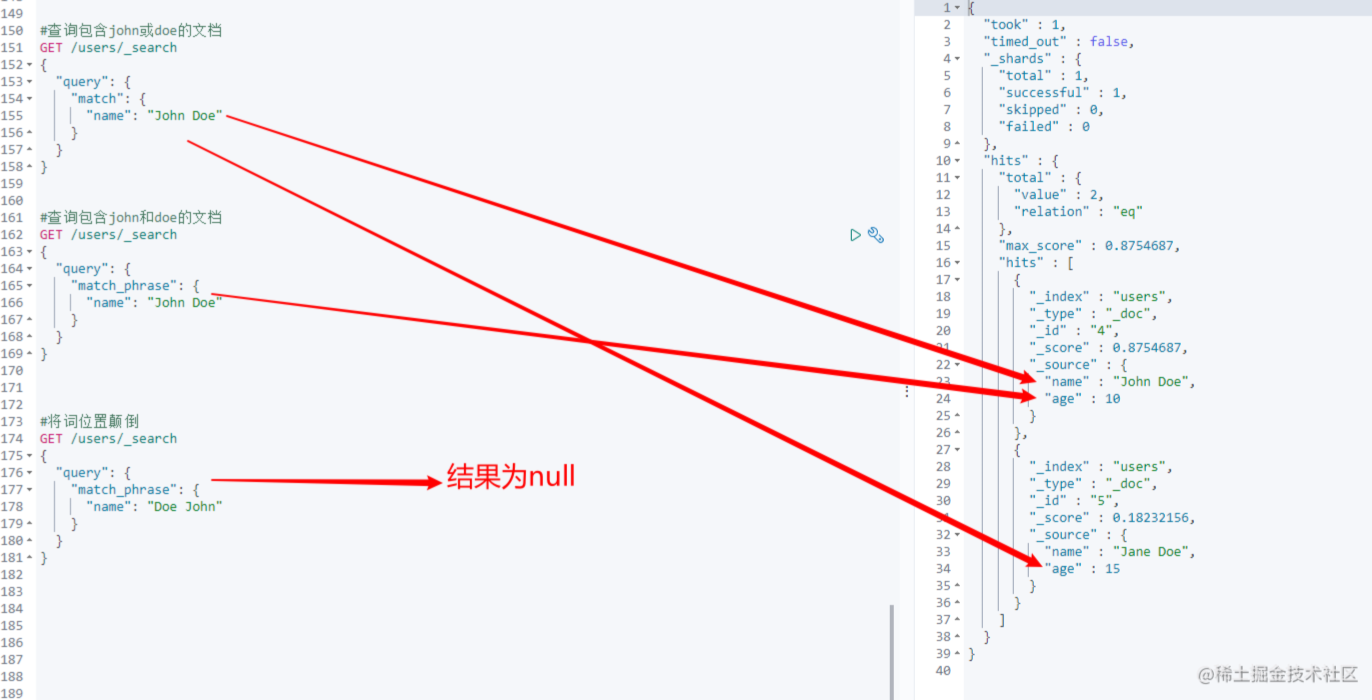 149
150 #查询包含john或doe的文档
151 GET /users/_search
152 {
153 "query": {
154 "match": {
155 "name": "John Doe"
156 }
157 }
158 }
159
160
161 #查询包含john和doe的文档
162 GET /users/_search
163 {
164 "query": {
165 "match_phrase": {
166 "name": "John Doe"
167 }
168 }
169 }
170
171
172
173 #将词位置颠倒
174 GET /users/_search
175 {
176 "query": {
177 "match_phrase": {
178 "name": "Doe John"
179 }
180 }
181 }
182
183
184
185
186
187
188
189
结果为null
1 {
2 "took" : 1,
3 "timed_out" : false,
4 "_shards" : {
5 "total" : 1,
6 "successful" : 1,
7 "skipped" : 0,
8 "failed" : 0
9 },
10 "hits" : {
11 "total" : {
12 "value" : 2,
13 "relation" : "eq"
14 },
15 "max_score" : 0.8754687,
16 "hits" : [
17 {
18 "_index" : "users",
19 "_type" : "_doc",
20 "_id" : "4",
21 "_score" : 0.8754687,
22 "_source" : {
23 "name" : "John Doe",
24 "age" : 10
25 }
26 },
27 {
28 "_index" : "users",
29 "_type" : "_doc",
30 "_id" : "5",
31 "_score" : 0.18232156,
32 "_source" : {
33 "name" : "Jane Doe",
34 "age" : 15
35 }
36 }
37 ]
38 }
39 }
40
@稀土掘金技术社区